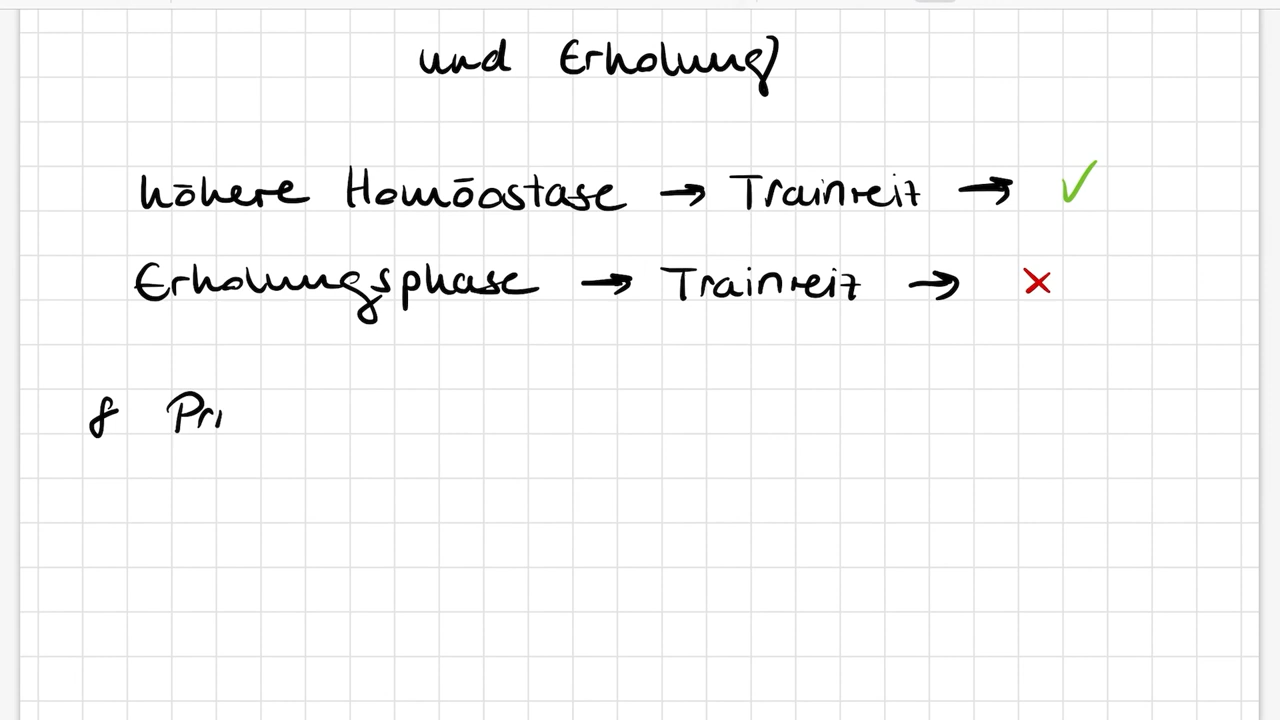 und Erholung
höhere Homöostase → Trainreiz → ✓
Erholungsphase → Trainreiz → ×
8 Pri